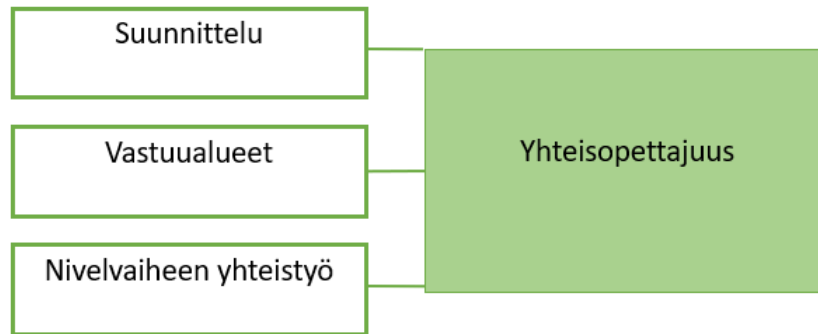 Suunnittelu
Vastuualueet
Nivelvaiheen yhteistyö
Yhteisopettajuus